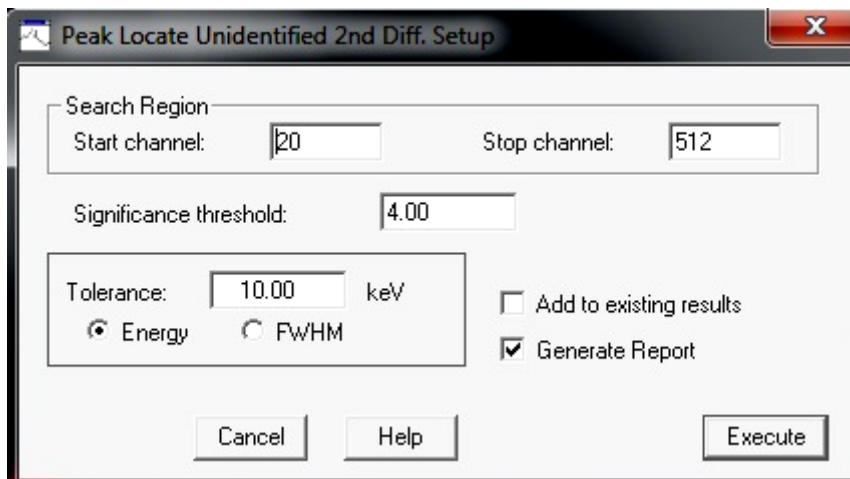 Peak Locate Unidentified 2nd Diff. Setup
Search Region
Start channel: 20 Stop channel: 512
Significance threshold: 4.00
Tolerance: 10.00 keV
Energy FWHM
Add to existing results
Generate Report
Cancel Help Execute